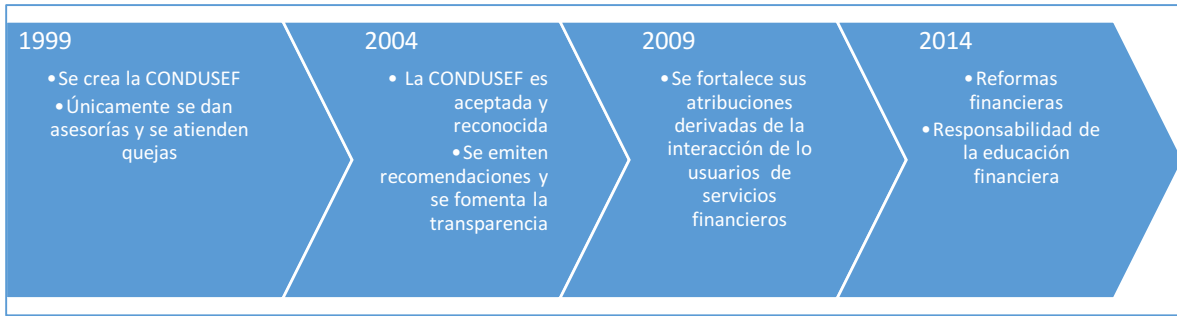 1999
•Se crea la CONDUSEF
•Únicamente se dan
asesorías y se atienden
quejas
2004
• La CONDUSEF es
aceptada y
reconocida
•Se emiten
recomendaciones y
se fomenta la
transparencia
2009
•Se fortalece sus
atribuciones
derivadas de la
interacción de lo
usuarios de
servicios
financieros
2014
•Reformas
financieras
•Responsabilidad de
la educación
financiera